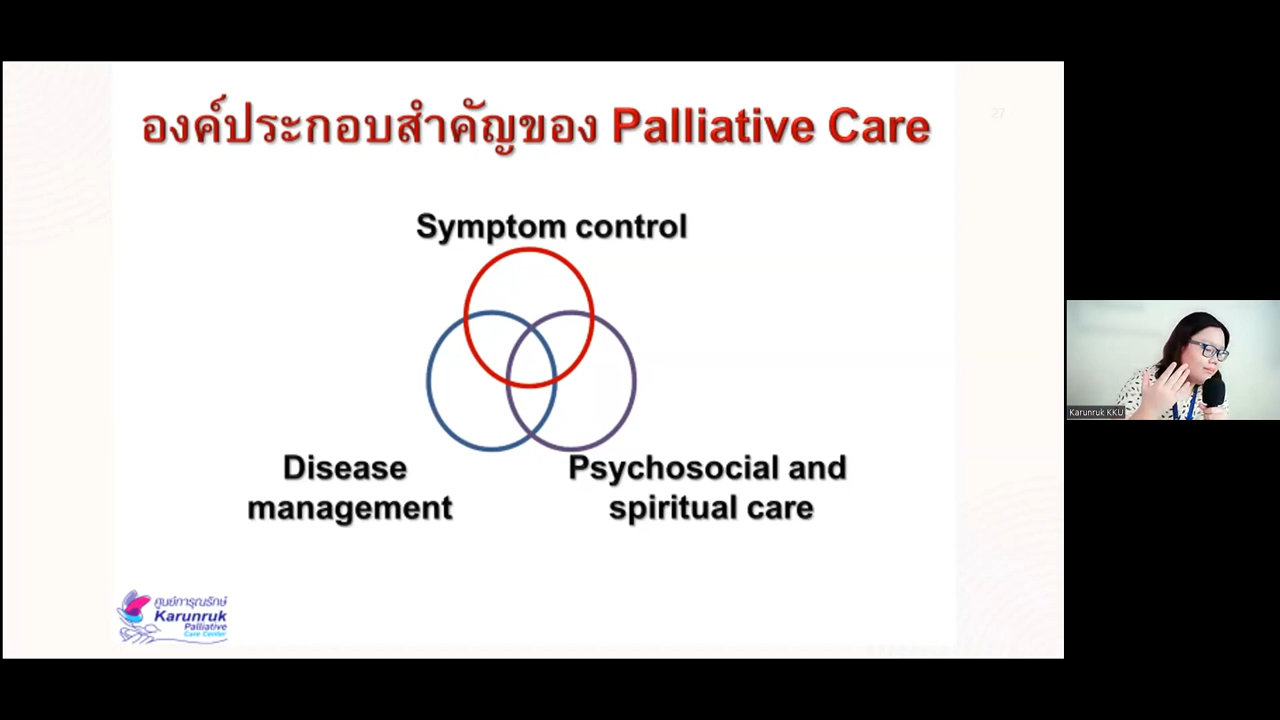 องค์ประกอบสำคัญของ Palliative Care
27
Symptom control
Disease
management
Psychosocial and
spiritual care
ศูนย์การุณรักษ์
Karunruk
Palliative
Care Center
Karunruk KKU